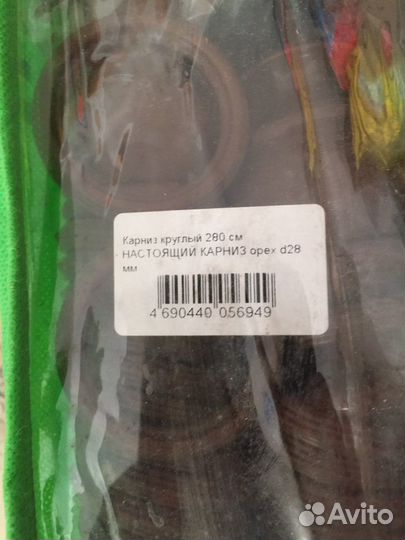 Карниз круглый 280 см
- НАСТОЯЩИЙ КАРНИЗ орех d28
мм
4 690440 056949
Avito